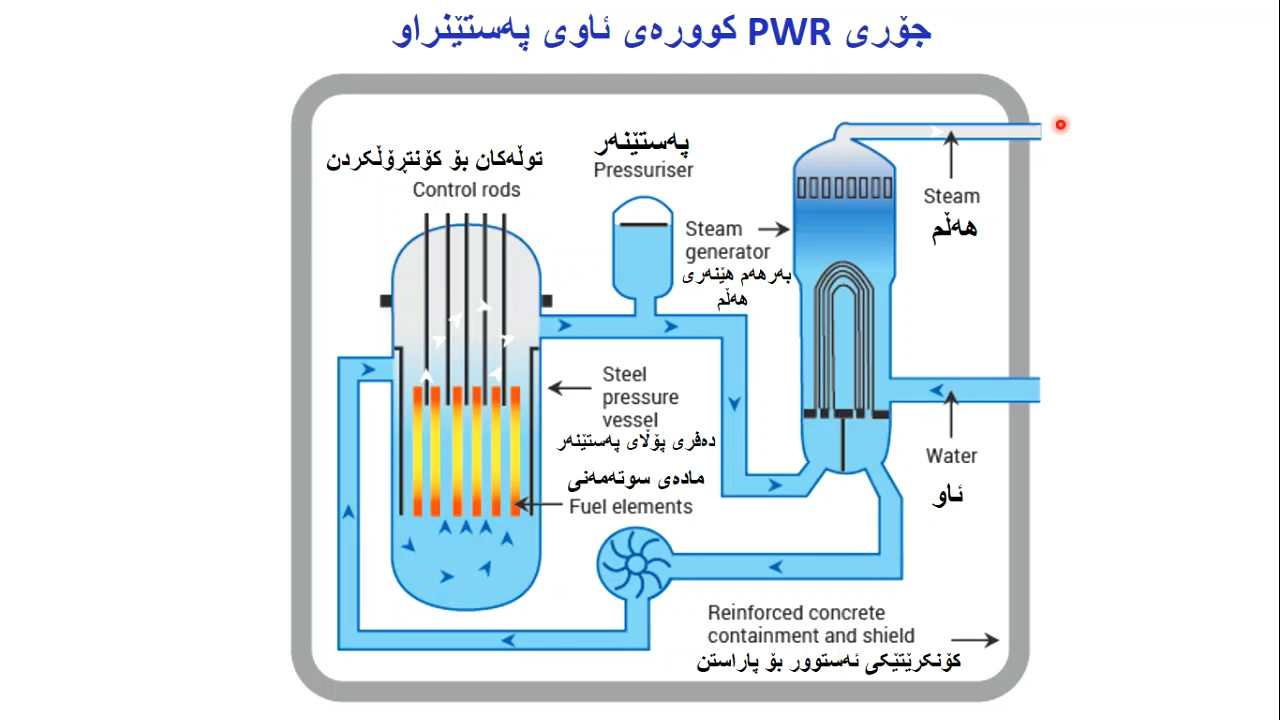 جۆری PWR کوورەی ئاوی پەستێنراو
تولەکان بۆ کۆنترۆڵکردن
Control rods
پەستێنەر
Pressuriser
Steam
generator
بەرهەم هێنەری
هەڵم
Steam
هەڵم
Steel
pressure
vessel
دەفری پۆڵای پەستێنەر
مادەی سوتەمەنی
Fuel elements
Water
ئاو
Reinforced concrete
containment and shield
کۆنکرێتێکی ئەستوور بۆ پاراستن